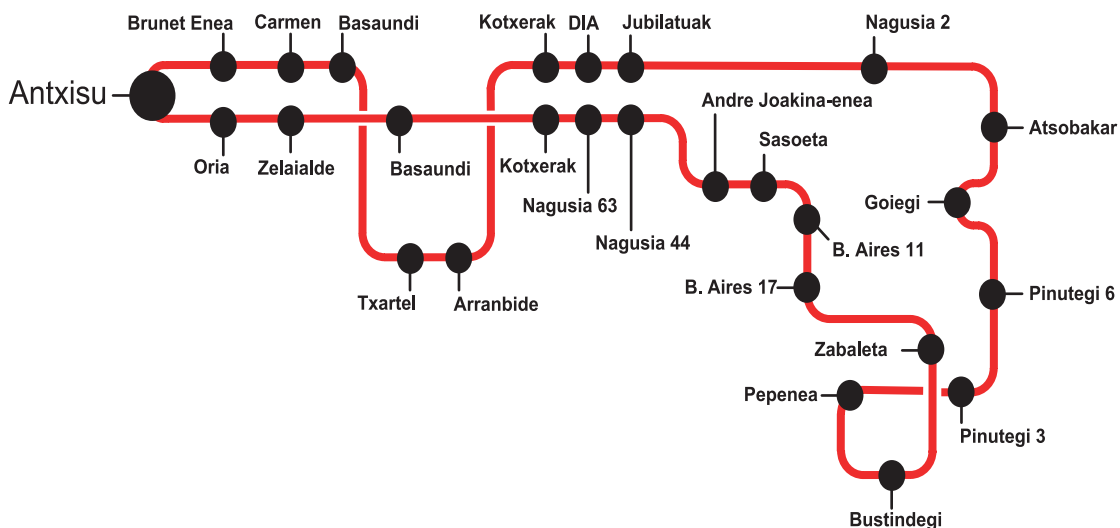 Brunet Enea
Carmen
Basaundi
Kotxerak
DIA
Jubilatuak
Nagusia 2
Antxisu
Andre Joakina-enea
Atsobakar
Sasoeta
Oria
Zelaialde
Basaundi
Kotxerak
Nagusia 63
Goiegi
Nagusia 44
B. Aires 11
B. Aires 17
Pinutegi 6
Txartel
Arranbide
Zabaleta
Pepenea
Pinutegi 3
Bustindegi